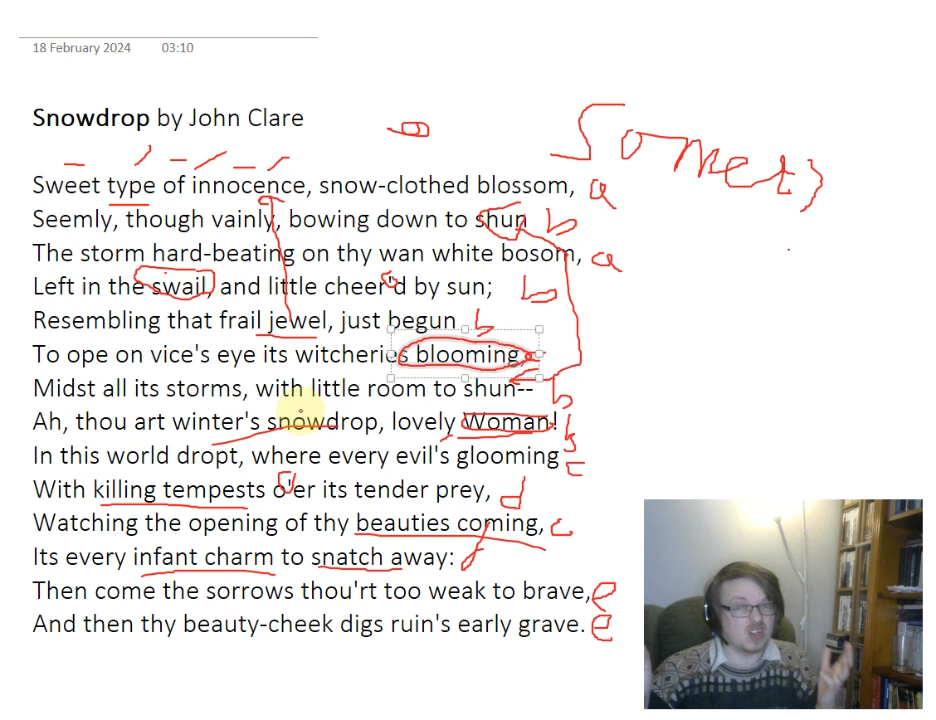 18 February 2024 03:10
Snowdrop by John Clare
Sonnet)
Sweet type of innocence, snow-clothed blossom, a
Seemly, though vainly, bowing down to shun b
The storm hard-beating on thy wan white bosom, a
Left in the swail, and little cheer'd by sun; b
Resembling that frail jewel, just begun b
To ope on vice's eye its witcheries blooming, c
Midst all its storms, with little room to shun-- b
Ah, thou art winter's snowdrop, lovely Woman! b
In this world dropt, where every evil's glooming c
With killing tempests o'er its tender prey, d
Watching the opening of thy beauties coming, c
Its every infant charm to snatch away: d
Then come the sorrows thou'rt too weak to brave, e
And then thy beauty-cheek digs ruin's early grave. e